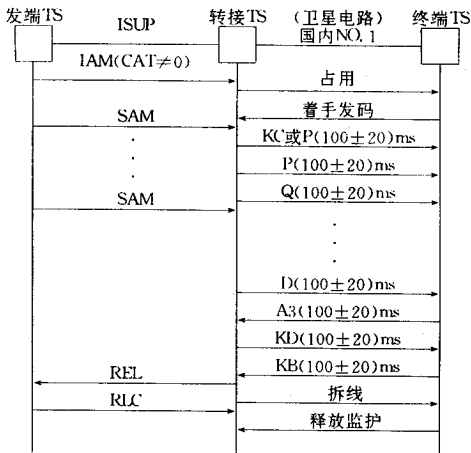 发端TS ISUP 转接TS (卫星电路) 终端TS
国内NO.1
IAM(CAT≠0)
占用
着手发码
SAM
KC或P(100±20)ms
P(100±20)ms
SAM
Q(100±20)ms
D(100±20)ms
A3(100±20)ms
KD(100±20)ms
KB(100±20)ms
REL
拆线
RLC
释放监护